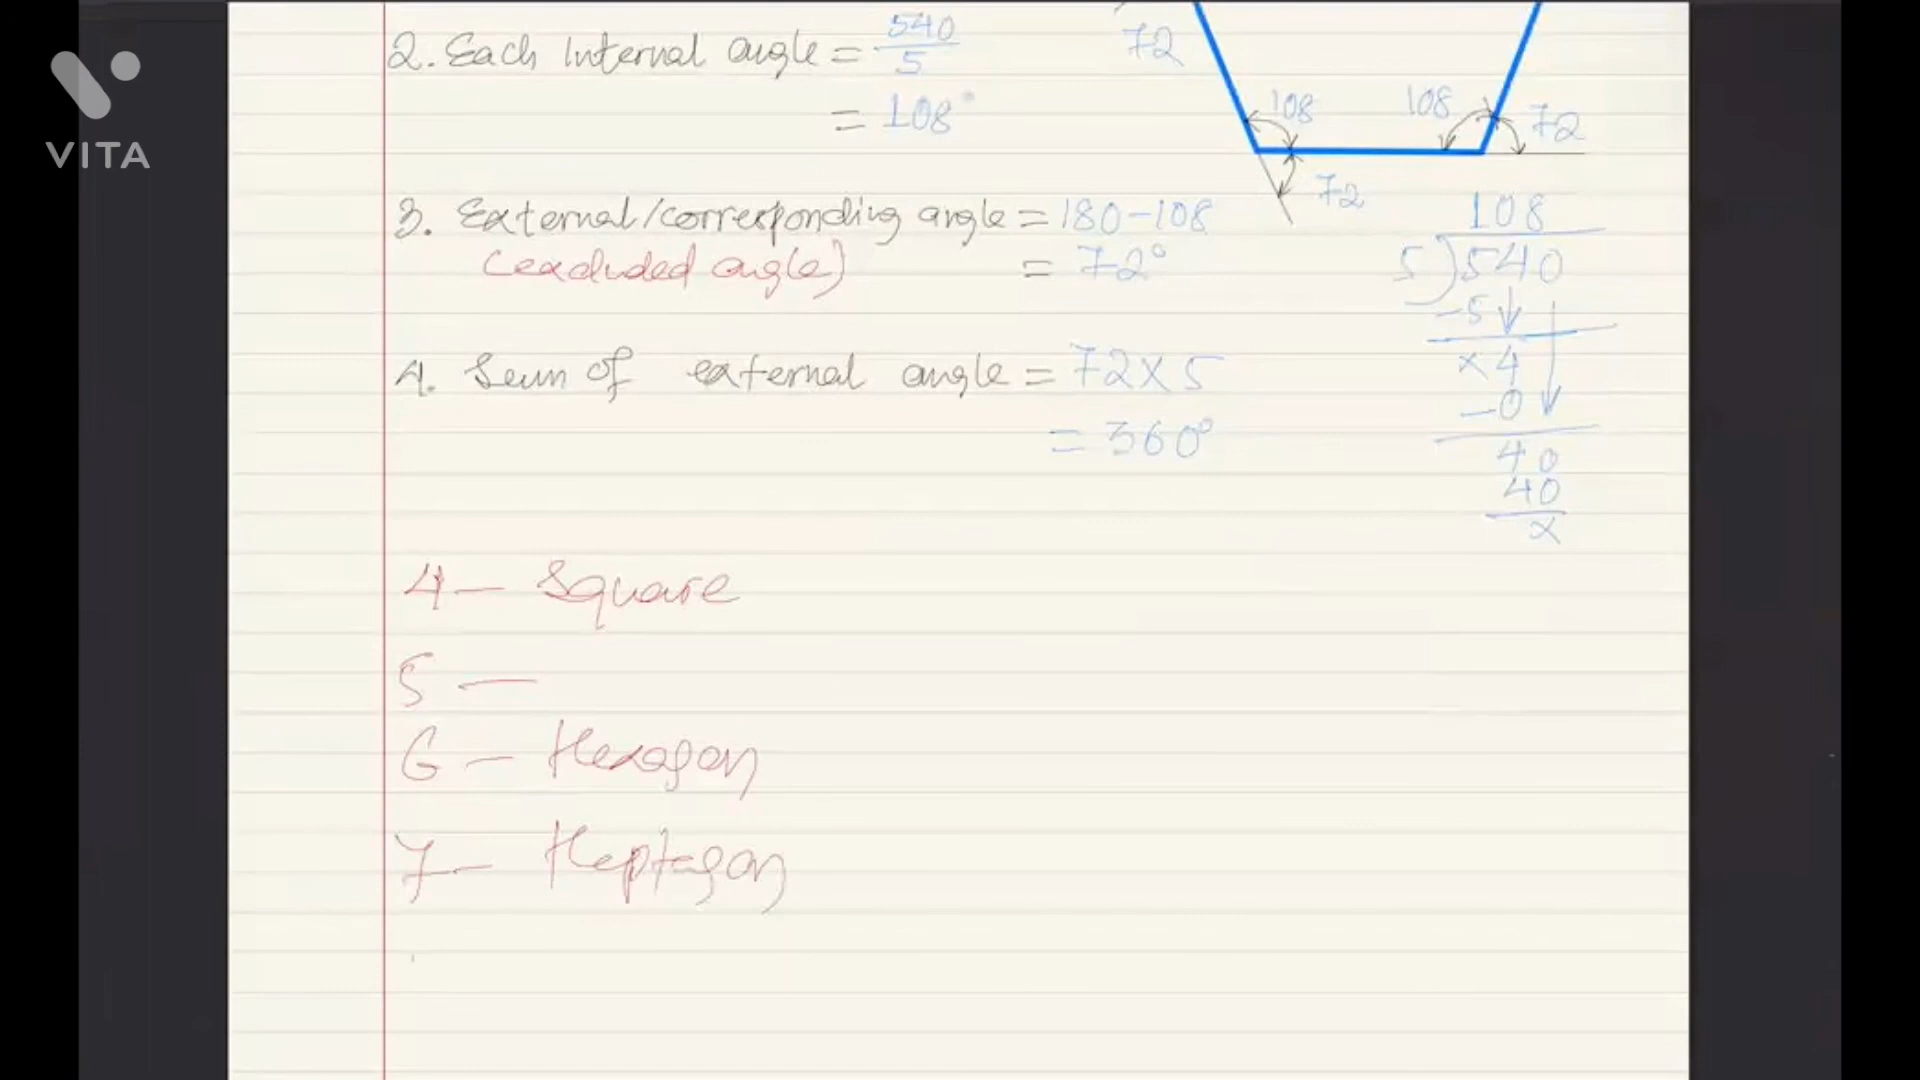 VITA
2. Each Internal angle = 540/5
= 108°
72
108
108
72
72
3. External/corresponding angle = 180-108
(excluded angle) = 72°
4. Sum of external angle = 72 x 5
= 360°
108
5)540
-5
x4
-0
40
40
x
4 - Square
5 -
6 - Hexagon
7 - Heptagon